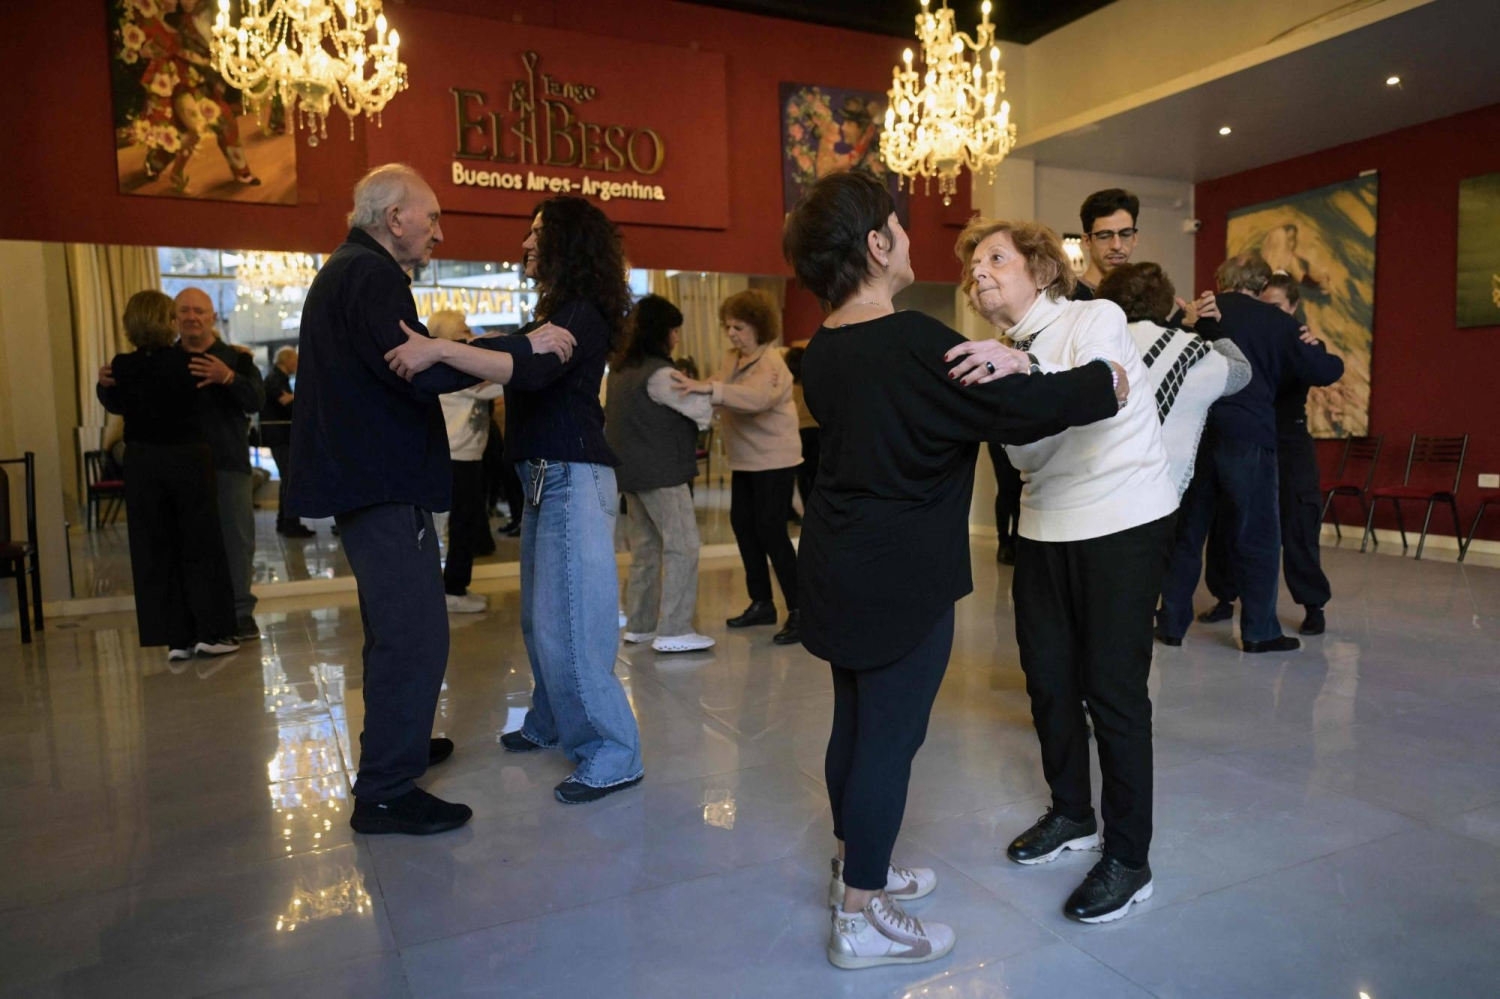 Tango
EL BESO
Buenos Aires-Argentina